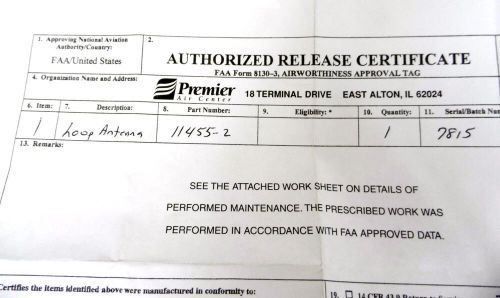 1. Approving National Aviation
Authority/Country:
FAA/United States
2.
AUTHORIZED RELEASE CERTIFICATE
FAA Form 8130-3, AIRWORTHINESS APPROVAL TAG
4. Organization Name and Address:
Premier
Air Center
18 TERMINAL DRIVE EAST ALTON, IL 62024
6. Item: 7. Description: 8. Part Number: 9. Eligibility: * 10. Quantity: 11. Serial/Batch Nu
1 Loop Antenna 11455-2 1 7815
13. Remarks:
SEE THE ATTACHED WORK SHEET ON DETAILS OF
PERFORMED MAINTENANCE. THE PRESCRIBED WORK WAS
PERFORMED IN ACCORDANCE WITH FAA APPROVED DATA.
Certifies the items identified above were manufactured in conformity to:
19. 14 CFR 43.9 Return to